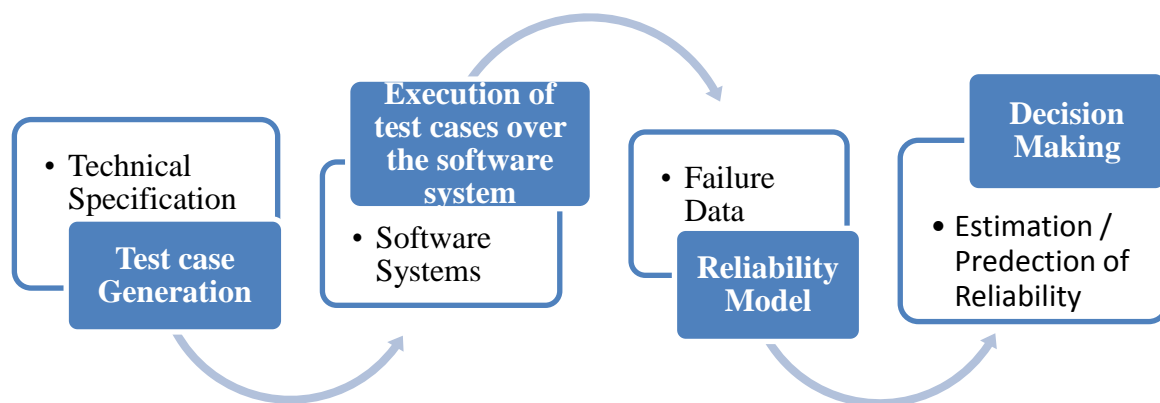 • Technical
Specification
Test case
Generation
Execution of
test cases over
the software
system
• Software
Systems
• Failure
Data
Reliability
Model
Decision
Making
• Estimation /
Predection of
Reliability